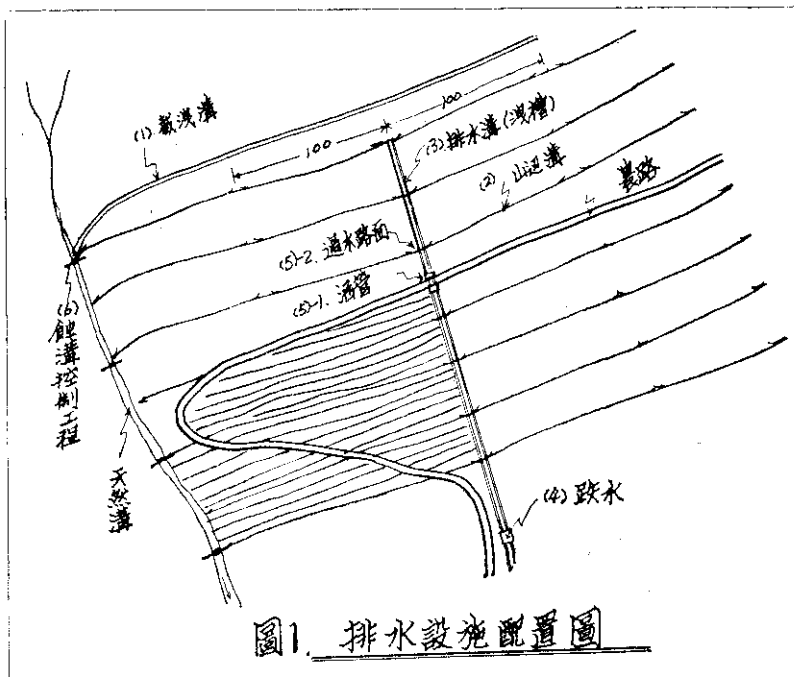 (1) 截洩溝
100
100
(3) 排水溝 (洩槽)
(2) 山边溝
農路
(5)-2. 過水路面
(5)-1. 涵管
(6) 蝕溝控制工程
天然溝
(4) 跌水
圖1. 排水設施配置圖